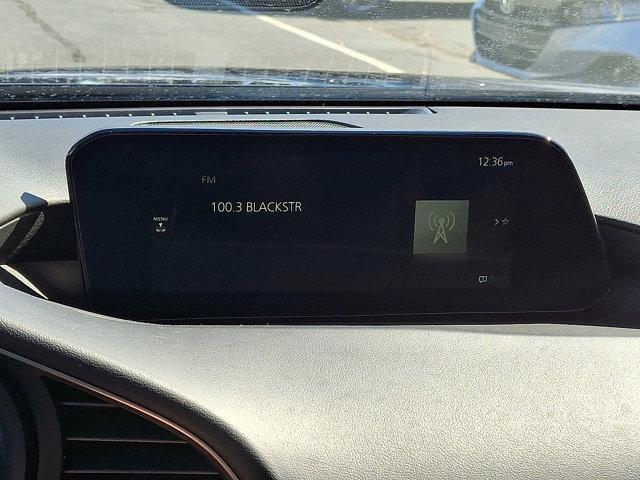 12:36pm
FM
100.3 BLACKSTR
MENU